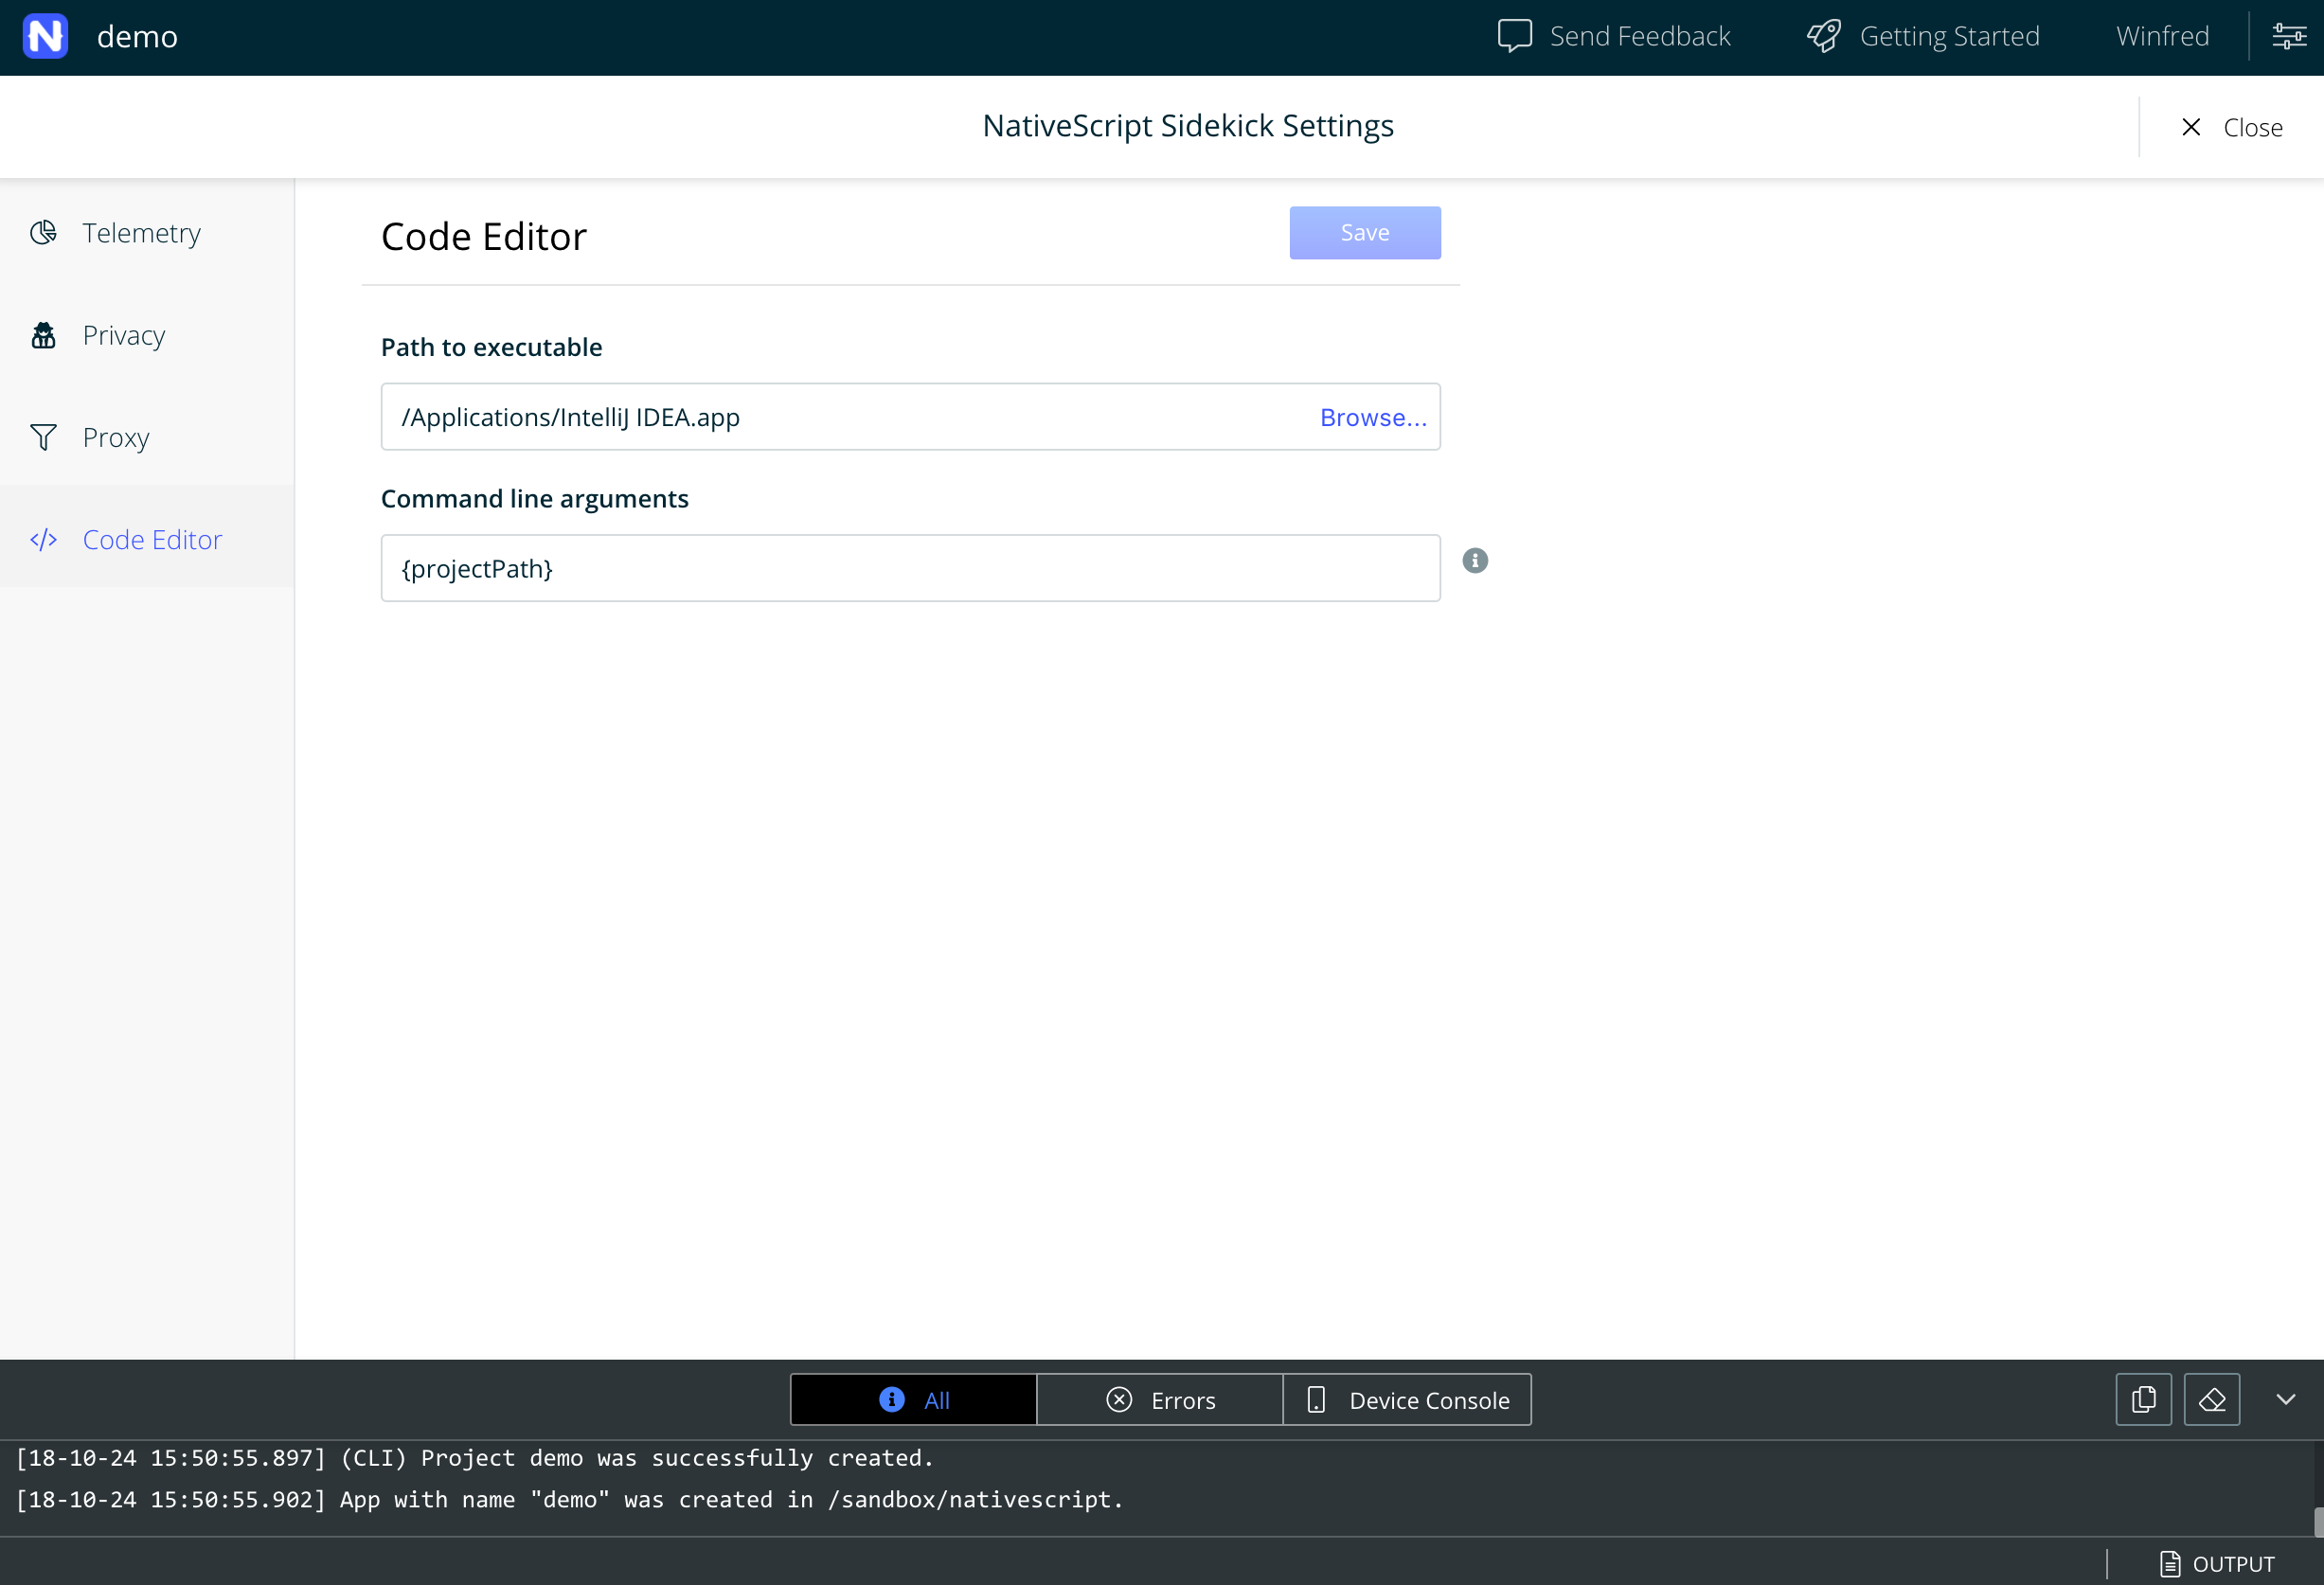 demo
Send Feedback
Getting Started
Winfred
NativeScript Sidekick Settings
Close
Telemetry
Privacy
Proxy
Code Editor
Code Editor
Save
Path to executable
/Applications/IntelliJ IDEA.app
Browse...
Command line arguments
{projectPath}
All
Errors
Device Console
[18-10-24 15:50:55.897] (CLI) Project demo was successfully created.
[18-10-24 15:50:55.902] App with name "demo" was created in /sandbox/nativescript.
OUTPUT